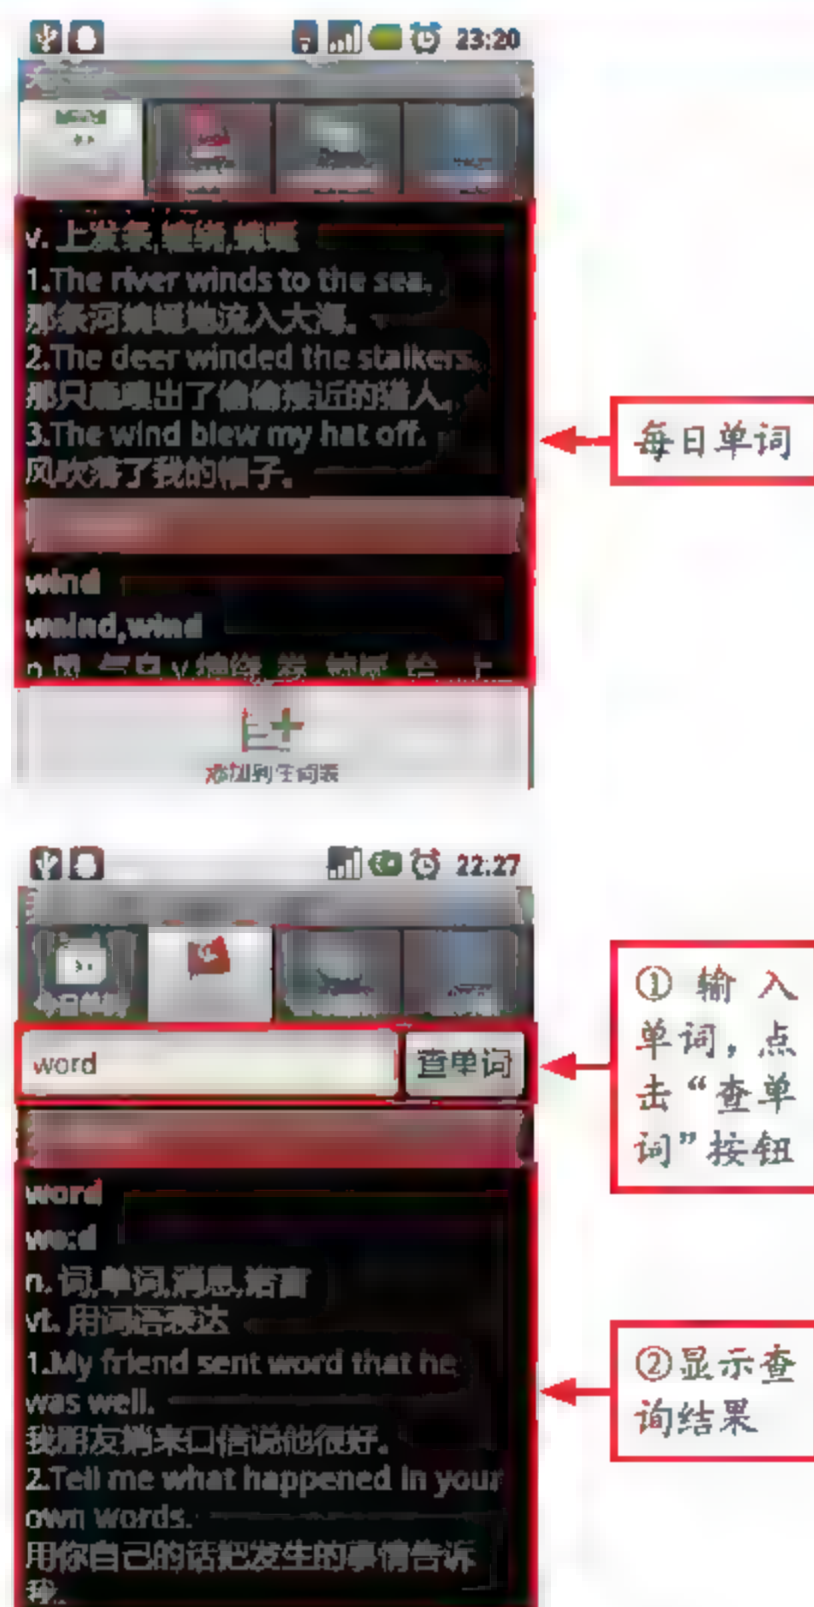 23:20
v. 上发条,缠绕,蜿蜒
1.The river winds to the sea.
那条河蜿蜒地流入大海。
2.The deer winded the stalkers.
那只鹿嗅出了偷偷接近的猎人。
3.The wind blew my hat off.
风吹落了我的帽子。
每日单词
wind
waind,wind
添加到生词表
22:27
word
查单词
① 输入
单词，点
击“查单
词”按钮
word
wə:d
n. 词,单词,消息,语言
vt. 用词语表达
1.My friend sent word that he
was well.
我朋友捎来口信说他很好。
2.Tell me what happened in your
own words.
用你自己的话把发生的事情告诉
我。
②显示查
询结果